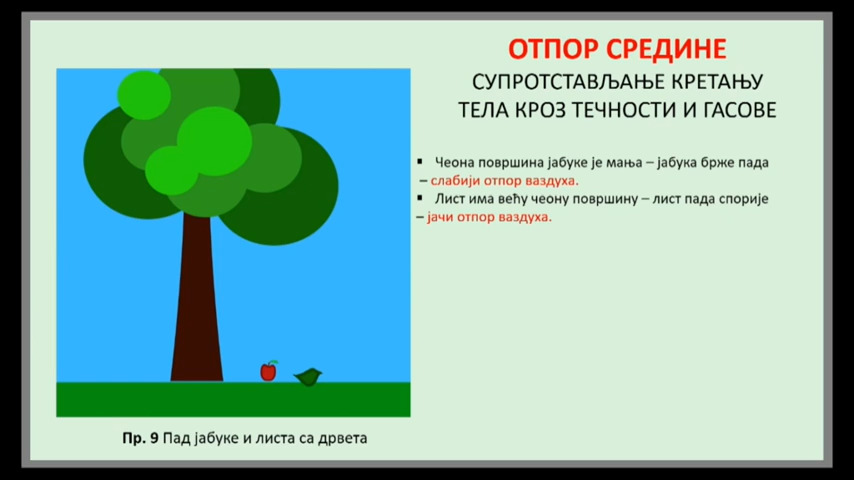 ОТПОР СРЕДИНЕ
СУПРОТСТАВЉАЊЕ КРЕТАЊУ
ТЕЛА КРОЗ ТЕЧНОСТИ И ГАСОВЕ
▪ Чеона површина јабуке је мања – јабука брже пада
– слабији отпор ваздуха.
▪ Лист има већу чеону површину – лист пада спорије
– јачи отпор ваздуха.
Пр. 9 Пад јабуке и листа са дрвета